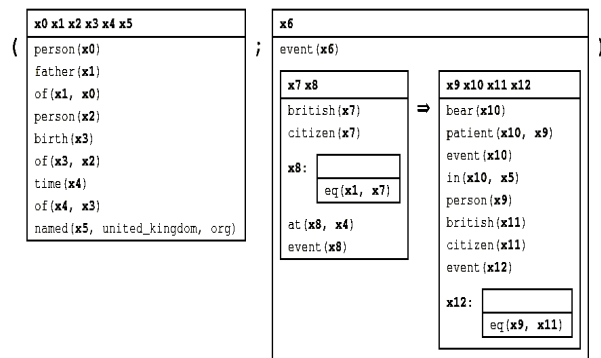 ( x0 x1 x2 x3 x4 x5
person(x0)
father(x1)
of(x1, x0)
person(x2)
birth(x3)
of(x3, x2)
time(x4)
of(x4, x3)
named(x5, united_kingdom, org)
;
x6
event(x6)
x7 x8
british(x7)
citizen(x7)
x8:
eq(x1, x7)
at(x8, x4)
event(x8)
⇒
x9 x10 x11 x12
bear(x10)
patient(x10, x9)
event(x10)
in(x10, x5)
person(x9)
british(x11)
citizen(x11)
event(x12)
x12:
eq(x9, x11)
)